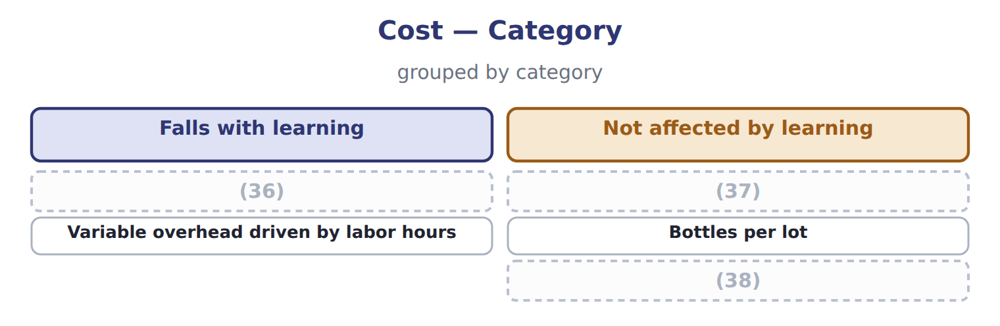 Cost — Category
grouped by category
Falls with learning
Not affected by learning
(36)
(37)
Variable overhead driven by labor hours
Bottles per lot
(38)